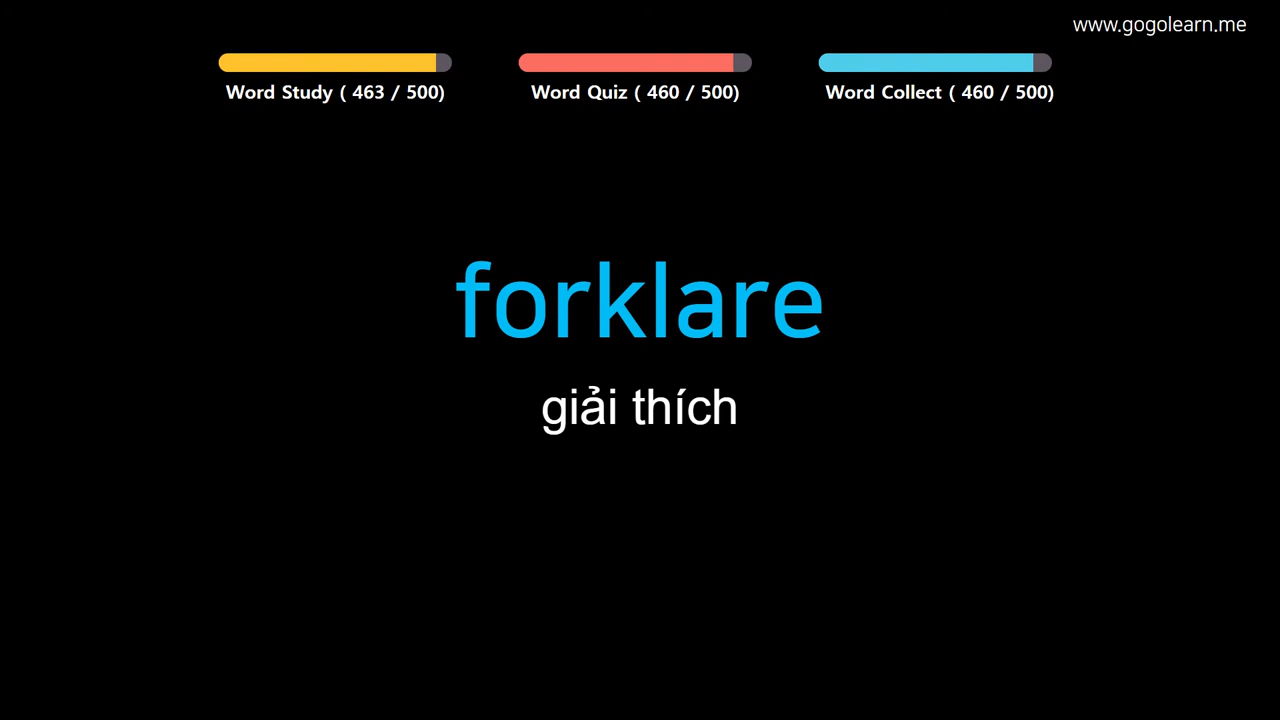 www.gogolearn.me
Word Study ( 463 / 500)
Word Quiz ( 460 / 500)
Word Collect ( 460 / 500)
forklare
giải thích